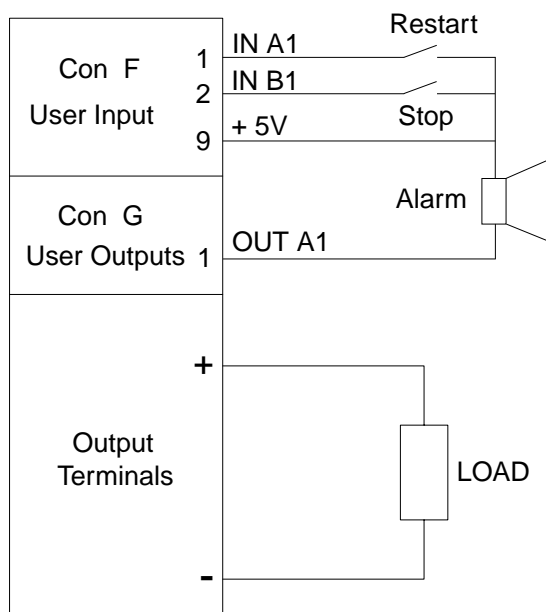 Restart
IN A1
Con F
1
IN B1
User Input
2
Stop
+ 5V
9
Alarm
Con G
OUT A1
User Outputs 1
+
Output
Terminals
LOAD
-